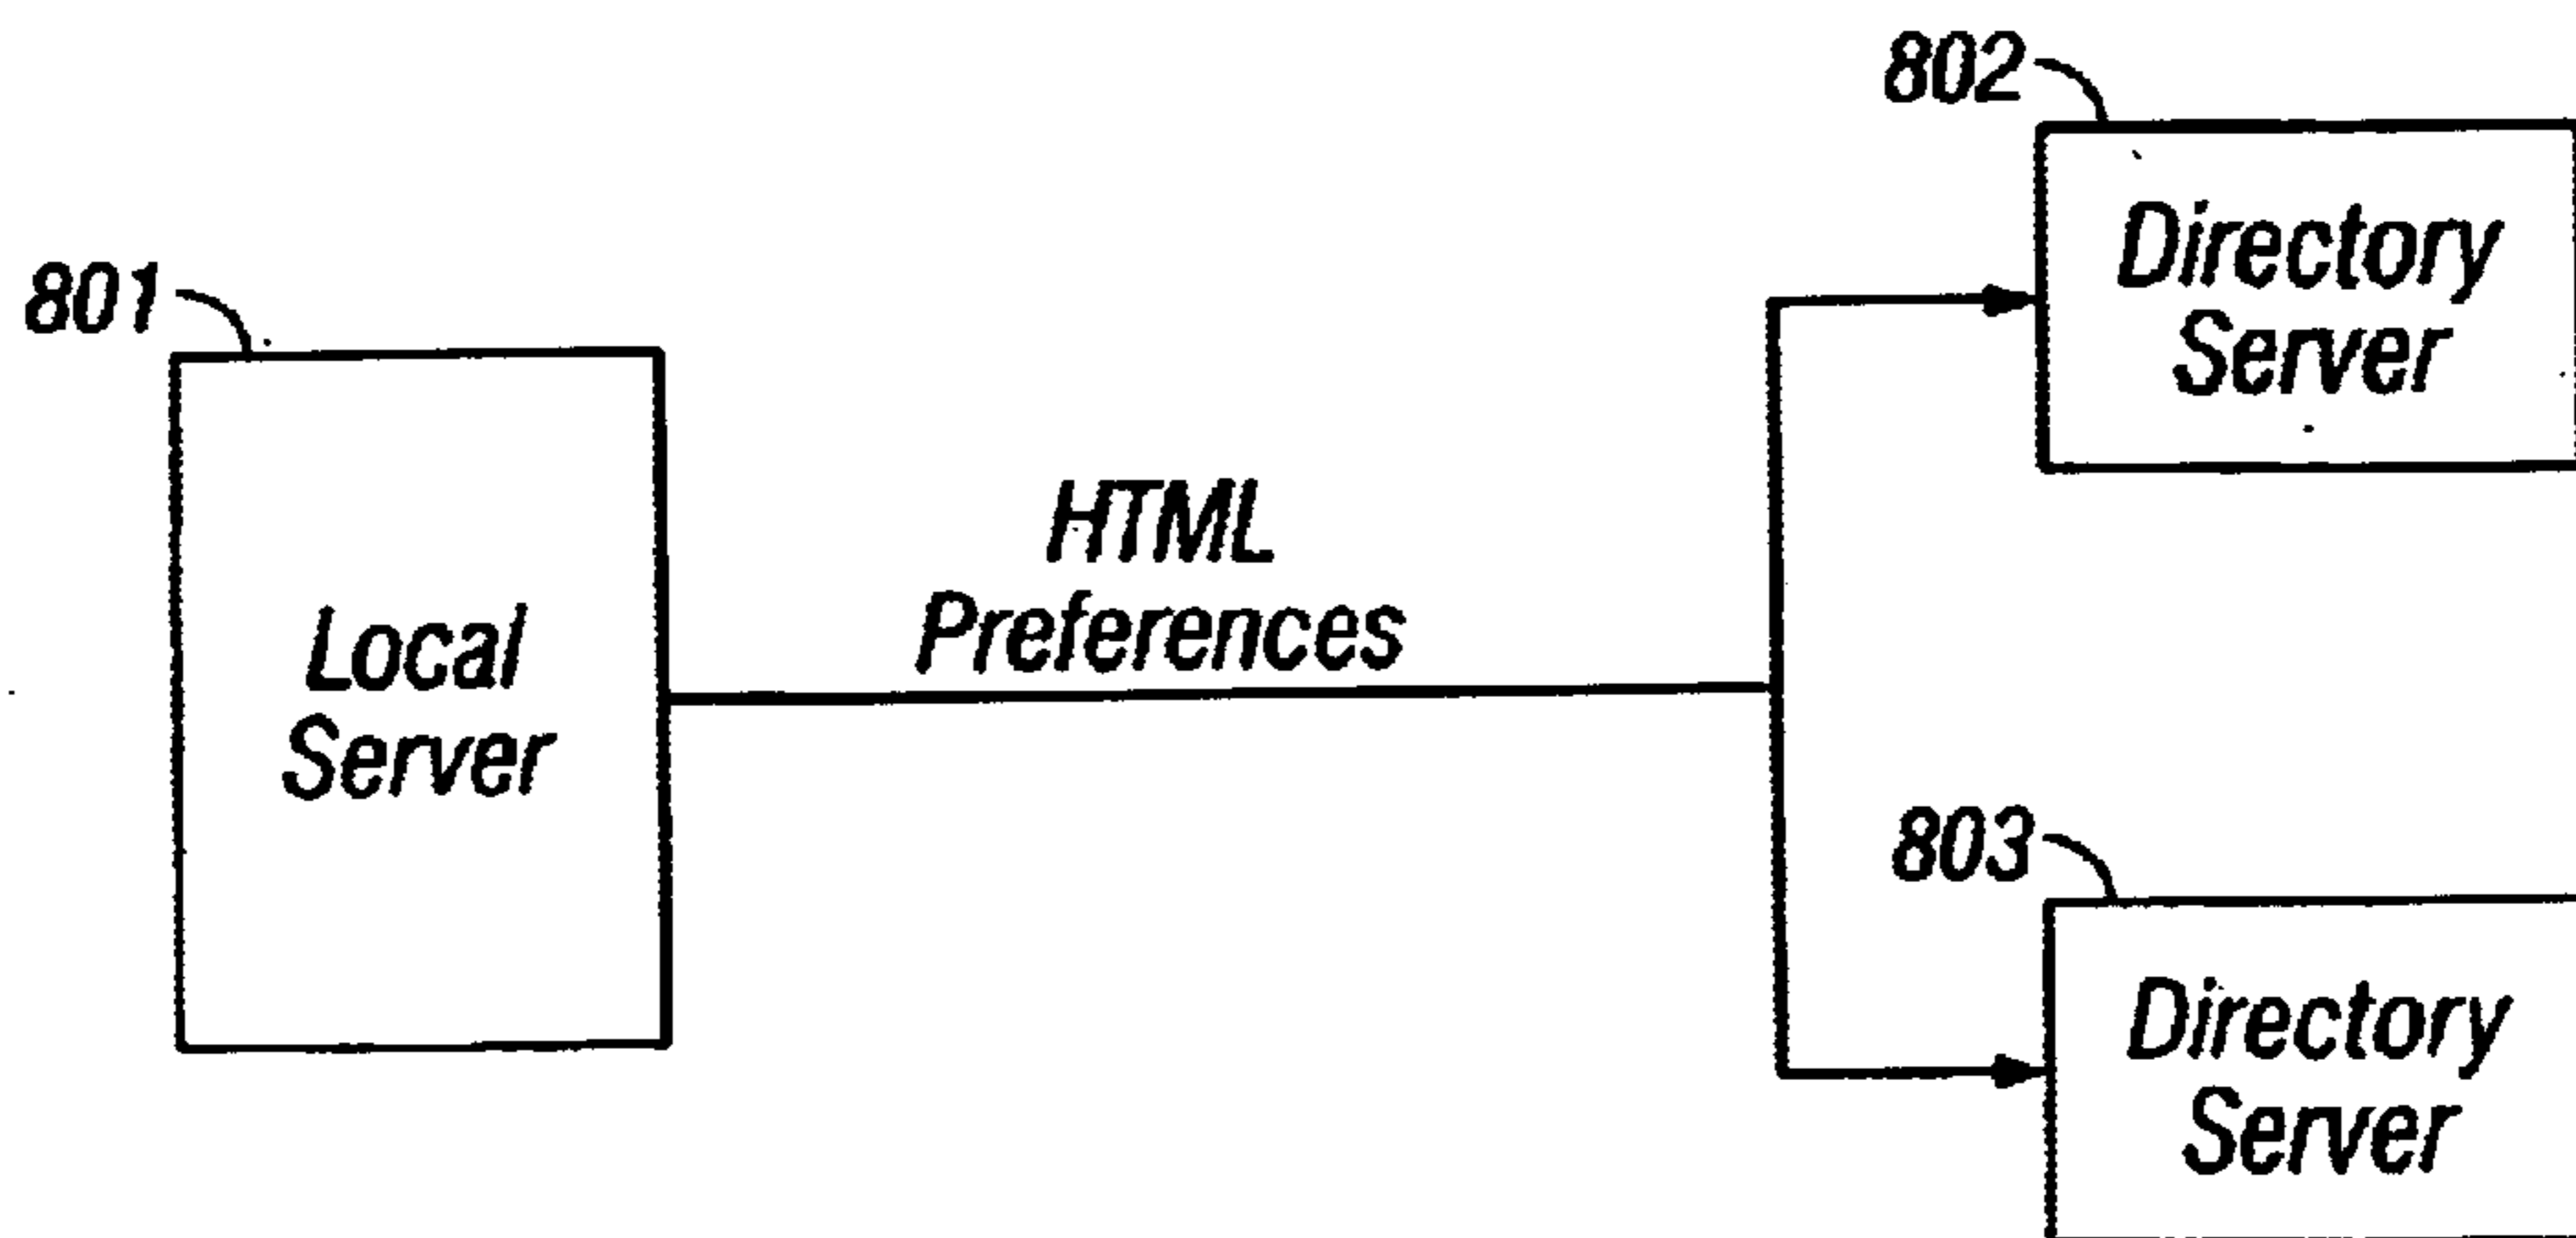 802
Directory
Server
801
HTML
Preferences
Local
Server
803
Directory
Server